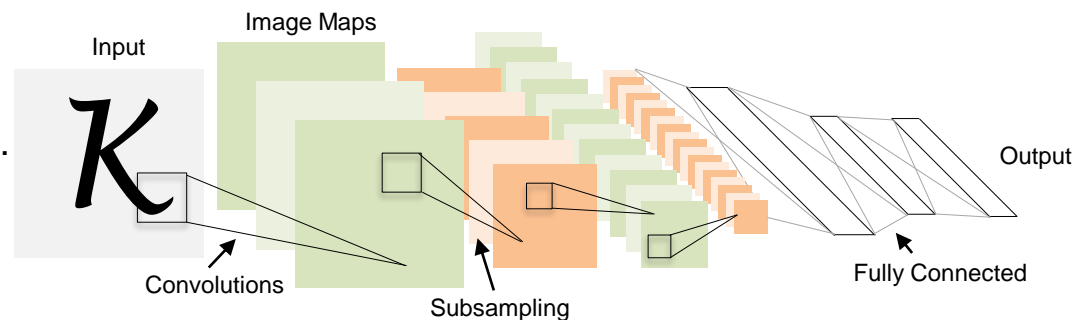 Image Maps
Input
K
.
Output
Convolutions
Fully Connected
Subsampling